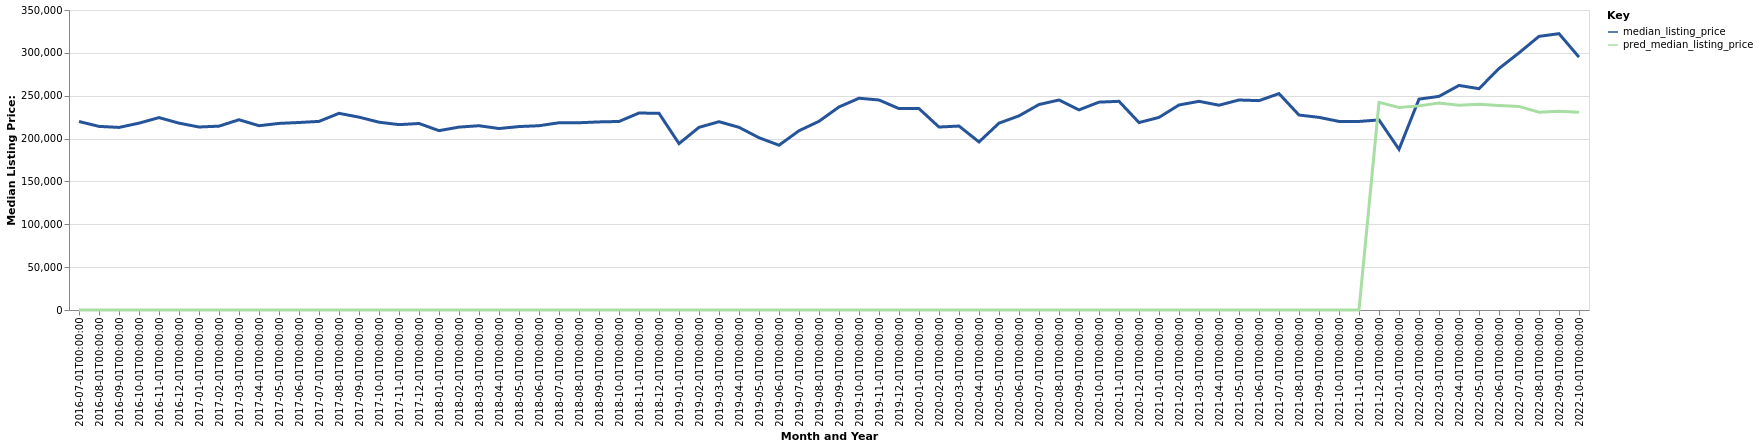 350,000
300,000
250,000
200,000
150,000
100,000
50,000
0
Median Listing Price:
2016-07-01T00:00:00
2016-08-01T00:00:00
2016-09-01T00:00:00
2016-10-01T00:00:00
2016-11-01T00:00:00
2016-12-01T00:00:00
2017-01-01T00:00:00
2017-02-01T00:00:00
2017-03-01T00:00:00
2017-04-01T00:00:00
2017-05-01T00:00:00
2017-06-01T00:00:00
2017-07-01T00:00:00
2017-08-01T00:00:00
2017-09-01T00:00:00
2017-10-01T00:00:00
2017-11-01T00:00:00
2017-12-01T00:00:00
2018-01-01T00:00:00
2018-02-01T00:00:00
2018-03-01T00:00:00
2018-04-01T00:00:00
2018-05-01T00:00:00
2018-06-01T00:00:00
2018-07-01T00:00:00
2018-08-01T00:00:00
2018-09-01T00:00:00
2018-10-01T00:00:00
2018-11-01T00:00:00
2018-12-01T00:00:00
2019-01-01T00:00:00
2019-02-01T00:00:00
2019-03-01T00:00:00
2019-04-01T00:00:00
2019-05-01T00:00:00
2019-06-01T00:00:00
2019-07-01T00:00:00
2019-08-01T00:00:00
2019-09-01T00:00:00
2019-10-01T00:00:00
2019-11-01T00:00:00
2019-12-01T00:00:00
2020-01-01T00:00:00
2020-02-01T00:00:00
2020-03-01T00:00:00
2020-04-01T00:00:00
2020-05-01T00:00:00
2020-06-01T00:00:00
2020-07-01T00:00:00
2020-08-01T00:00:00
2020-09-01T00:00:00
2020-10-01T00:00:00
2020-11-01T00:00:00
2020-12-01T00:00:00
2021-01-01T00:00:00
2021-02-01T00:00:00
2021-03-01T00:00:00
2021-04-01T00:00:00
2021-05-01T00:00:00
2021-06-01T00:00:00
2021-07-01T00:00:00
2021-08-01T00:00:00
2021-09-01T00:00:00
2021-10-01T00:00:00
2021-11-01T00:00:00
2021-12-01T00:00:00
2022-01-01T00:00:00
2022-02-01T00:00:00
2022-03-01T00:00:00
2022-04-01T00:00:00
2022-05-01T00:00:00
2022-06-01T00:00:00
2022-07-01T00:00:00
2022-08-01T00:00:00
2022-09-01T00:00:00
2022-10-01T00:00:00
Month and Year
Key
median_listing_price
pred_median_listing_price